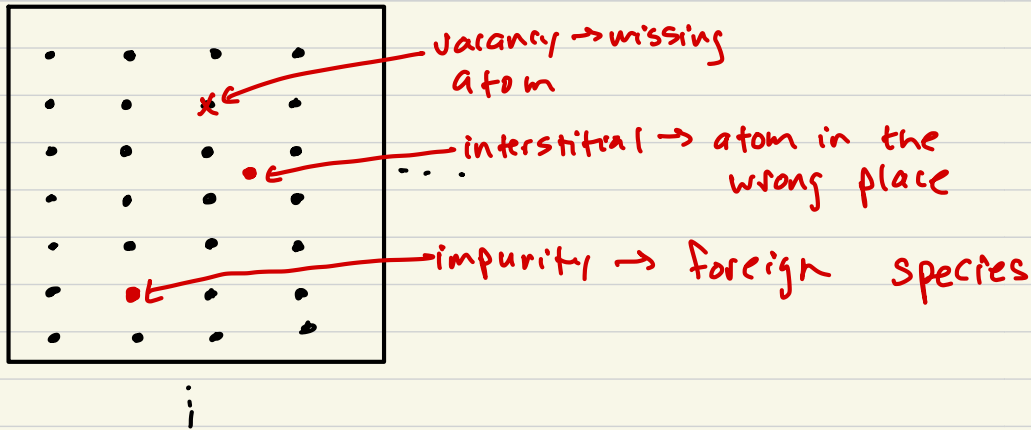 vacancy → missing
atom
interstitial → atom in the
wrong place
impurity → foreign species